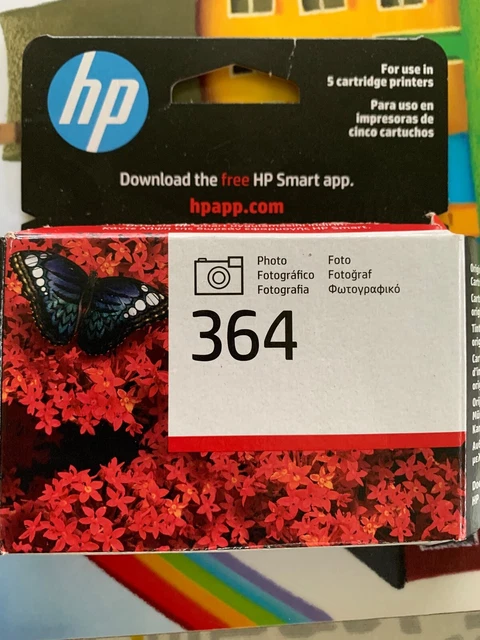 hp
For use in
5 cartridge printers
Para uso en
impresoras de
cinco cartuchos
Download the free HP Smart app.
hpapp.com
Photo Foto
Fotográfico Fotoğraf
Fotografia Φωτογραφικό
364